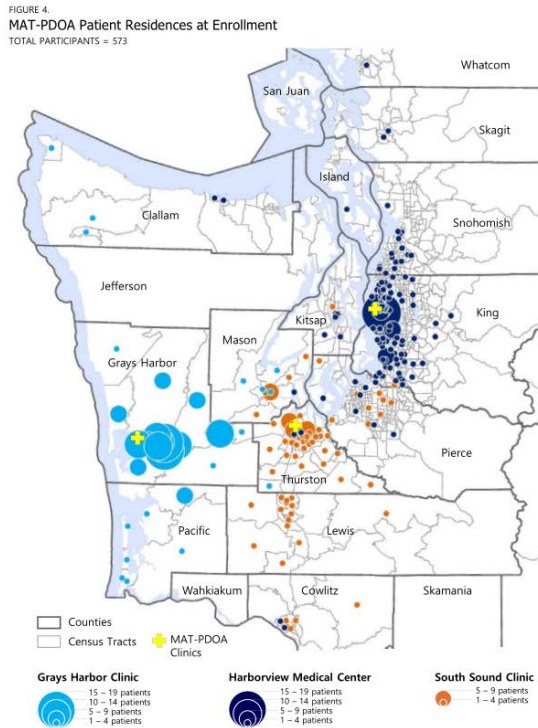 FIGURE 4.
MAT-PDOA Patient Residences at Enrollment
TOTAL PARTICIPANTS = 573
Whatcom
San Juan
Skagit
Island
Clallam
Snohomish
Jefferson
King
Kitsap
Mason
Grays Harbor
Pierce
Thurston
Pacific
Lewis
Wahkiakum
Cowlitz
Skamania
Counties
Census Tracts
MAT-PDOA
Clinics
Grays Harbor Clinic
15 – 19 patients
10 – 14 patients
5 – 9 patients
1 – 4 patients
Harborview Medical Center
15 – 19 patients
10 – 14 patients
5 – 9 patients
1 – 4 patients
South Sound Clinic
5 – 9 patients
1 – 4 patients